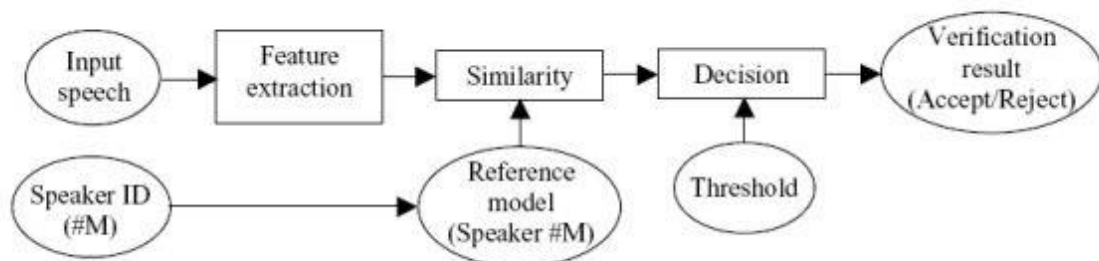 Input
speech
Feature
extraction
Similarity
Decision
Verification
result
(Accept/Reject)
Speaker ID
(#M)
Reference
model
(Speaker #M)
Threshold